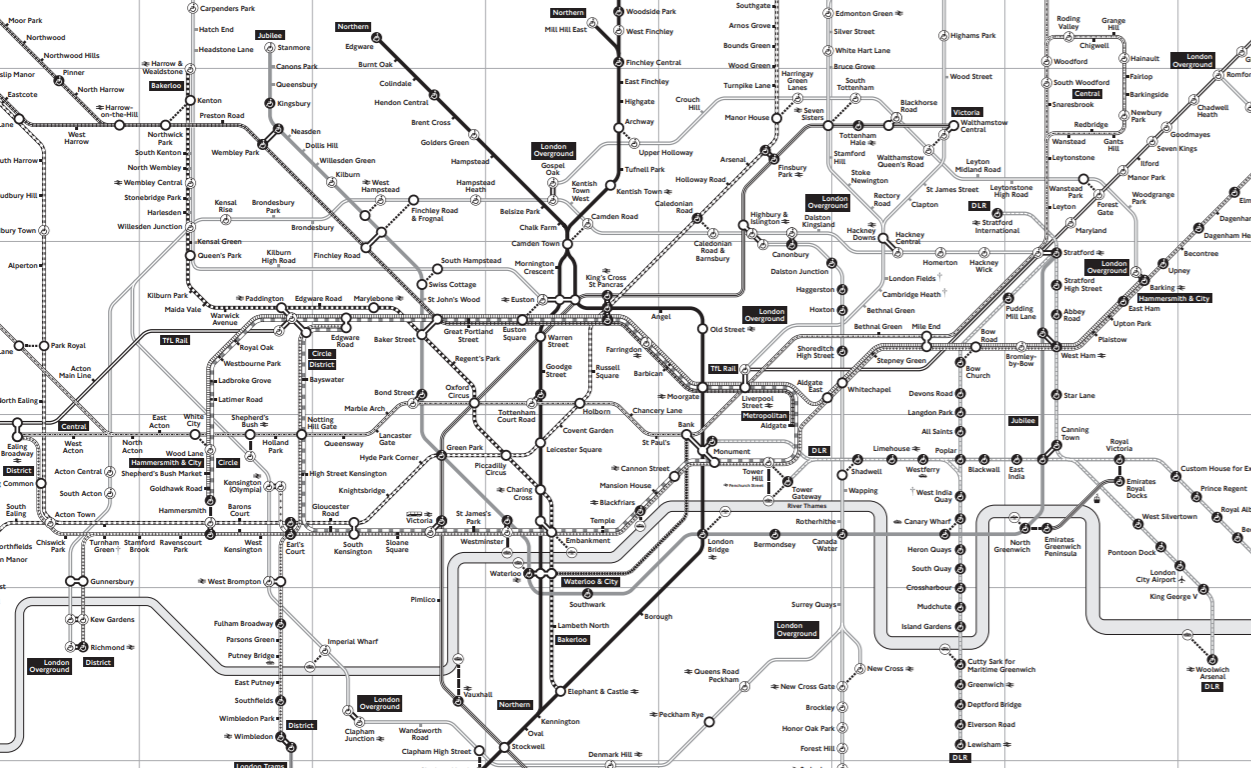 Carpenders Park
Hatch End
Headstone Lane
Harrow &
Wealdstone
Bakerloo
Kenton
Moor Park
Northwood
Northwood Hills
Pinner
North Harrow
Harrow-
on-the-Hill
slip Manor
Eastcote
West
Harrow
Northwick
Park
Preston Road
South Kenton
North Wembley
Wembley Central
Stonebridge Park
Harlesden
Willesden Junction
Kensal Green
Queen's Park
Kilburn Park
Maida Vale
Warwick
Avenue
Paddington
Edgware Road
Marylebone
Jubilee
Stanmore
Canons Park
Queensbury
Kingsbury
Neasden
Dollis Hill
Wembley Park
Willesden Green
Kilburn
West
Hampstead
Kensal
Rise
Brondesbury
Park
Brondesbury
Finchley Road
& Frognal
Hampstead
Heath
Finchley Road
Kilburn
High Road
South Hampstead
Swiss Cottage
St John's Wood
Northern
Edgware
Burnt Oak
Colindale
Hendon Central
Brent Cross
Golders Green
Hampstead
Belsize Park
Chalk Farm
Camden Town
Mornington
Crescent
Euston
Northern
Mill Hill East
Woodside Park
West Finchley
Finchley Central
East Finchley
Highgate
Archway
Crouch
Hill
Upper Holloway
Tufnell Park
Kentish Town
London
Overground
Gospel
Oak
Kentish
Town
West
Camden Road
Caledonian
Road
Caledonian
Road &
Barnsbury
Holloway Road
Arsenal
Finsbury
Park
Manor House
Turnpike Lane
Wood Green
Bounds Green
Arnos Grove
Southgate
Harringay
Green
Lanes
South
Tottenham
Seven
Sisters
Edmonton Green
Silver Street
White Hart Lane
Bruce Grove
Highams Park
Wood Street
Blackhorse
Road
Victoria
Walthamstow
Central
Tottenham
Hale
Walthamstow
Queen's Road
Stamford
Hill
Stoke
Newington
Rectory
Road
St James Street
Clapton
Leyton
Midland Road
Leytonstone
High Road
London
Overground
DLR
Stratford
International
Highbury &
Islington
Dalston
Kingsland
Hackney
Downs
Hackney
Central
Canonbury
Dalston Junction
Haggerston
Hoxton
London Fields
Cambridge Heath
Bethnal Green
Homerton
Hackney
Wick
Stratford
Stratford
High Street
Pudding
Mill Lane
Abbey
Road
Roding
Valley
Grange
Hill
Chigwell
Hainault
Woodford
South Woodford
Central
Fairlop
Barkingside
Snaresbrook
Newbury
Park
Redbridge
Wanstead
Gants
Hill
Leytonstone
Leyton
London
Overground
Romfor
Chadwell
Heath
Goodmayes
Seven Kings
Ilford
Manor Park
Wanstead
Park
Woodgrange
Park
Forest
Gate
Maryland
London
Overground
Barking
Upney
Becontree
Dagenham He
Dagenha
Elm
Hammersmith & City
East Ham
Upton Park
Plaistow
West Ham
udbury Hill
Alperton
Park Royal
TfL Rail
Acton
Main Line
Royal Oak
Westbourne Park
Ladbroke Grove
Latimer Road
Circle
District
Edgware
Road
Bayswater
Baker Street
Great Portland
Street
Euston
Square
Warren
Street
King's Cross
St Pancras
Angel
Old Street
London
Overground
Farringdon
Barbican
Moorgate
TfL Rail
Liverpool
Street
Metropolitan
Aldgate
Aldgate
East
Whitechapel
Shoreditch
High Street
Bethnal Green
Mile End
Stepney Green
Bow
Road
Bromley-
by-Bow
Bow
Church
Devons Road
Langdon Park
All Saints
Star Lane
Jubilee
Canning
Town
Royal
Victoria
Regent's Park
Goodge
Street
Russell
Square
Bond Street
Oxford
Circus
Tottenham
Court Road
Holborn
Chancery Lane
Marble Arch
Lancaster
Gate
Queensway
Notting
Hill Gate
Holland
Park
Shepherd's
Bush
White
City
East
Acton
North
Acton
West
Acton
Central
Ealing
Broadway
District
North Ealing
Acton Central
South Acton
Acton Town
South
Ealing
Wood Lane
Hammersmith & City
Circle
Shepherd's Bush Market
Goldhawk Road
Hammersmith
Kensington
(Olympia)
High Street Kensington
Barons
Court
Gloucester
Road
Knightsbridge
Hyde Park Corner
Green Park
Piccadilly
Circus
Covent Garden
Leicester Square
Charing
Cross
St Paul's
Bank
Monument
Cannon Street
Mansion House
Blackfriars
Temple
Embankment
Tower
Hill
Fenchurch Street
Tower
Gateway
River Thames
DLR
Shadwell
Wapping
Rotherhithe
Limehouse
Westferry
Poplar
Blackwall
East
India
West India
Quay
Canary Wharf
Heron Quays
South Quay
Crossharbour
Mudchute
Island Gardens
Cutty Sark for
Maritime Greenwich
Greenwich
Deptford Bridge
Elverson Road
Lewisham
DLR
Custom House for Ex
Prince Regent
Royal Alb
Emirates
Royal
Docks
West Silvertown
Pontoon Dock
London
City Airport
King George V
Woolwich
Arsenal
DLR
North
Greenwich
Emirates
Greenwich
Peninsula
Chiswick
Park
Turnham
Green
Stamford
Brook
Ravenscourt
Park
West
Kensington
Earl's
Court
South
Kensington
Sloane
Square
Victoria
St James's
Park
Westminster
Waterloo
Waterloo & City
Southwark
London
Bridge
Bermondsey
Canada
Water
Gunnersbury
Kew Gardens
Richmond
London
Overground
District
West Brompton
Fulham Broadway
Parsons Green
Putney Bridge
East Putney
Southfields
Wimbledon Park
Wimbledon
District
London Trams
Imperial Wharf
London
Overground
Clapham
Junction
Wandsworth
Road
Clapham High Street
Pimlico
Vauxhall
Lambeth North
Bakerloo
Borough
Elephant & Castle
Northern
Kennington
Oval
Stockwell
Denmark Hill
Peckham Rye
Queens Road
Peckham
Surrey Quays
London
Overground
New Cross
New Cross Gate
Brockley
Honor Oak Park
Forest Hill